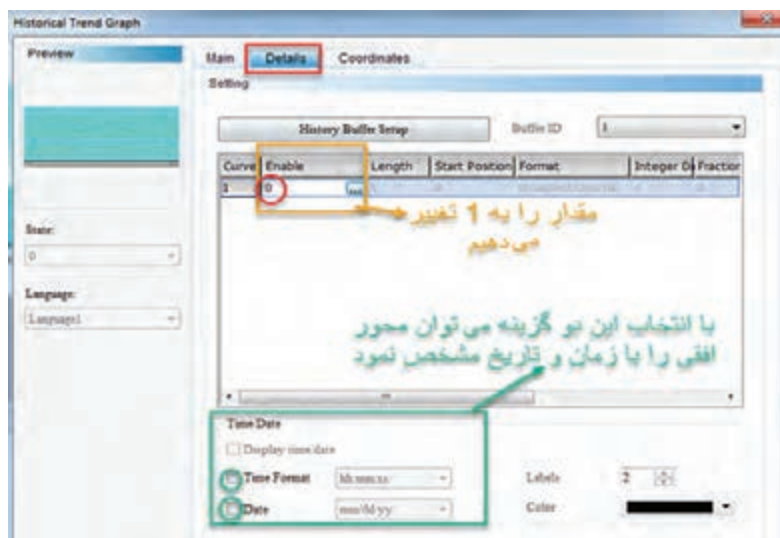 Historical Trend Graph
Preview
Main Details Coordinates
Setting
History Buffer Setup
Buffer ID
1
Curve Enable Length Start Position Format Integer Di Fraction
1 0 ...
مقدار را به 1 تغییر
می‌دهیم
State:
0
Language:
Language1
با انتخاب این دو گزینه می توان محور
افقی را با زمان و تاریخ مشخص نمود
Time/Date
Display time/date
Time Format hh:mm:ss Labels 2
Date mm/dd/yy Color